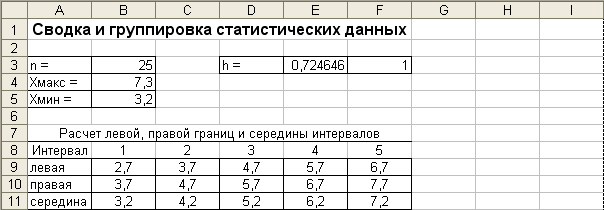 A B C D E F G H I
1 Сводка и группировка статистических данных
2
3 n = 25 h = 0,724646 1
4 Xмакс = 7,3
5 Xмин = 3,2
6
7 Расчет левой, правой границ и середины интервалов
8 Интервал 1 2 3 4 5
9 левая 2,7 3,7 4,7 5,7 6,7
10 правая 3,7 4,7 5,7 6,7 7,7
11 середина 3,2 4,2 5,2 6,2 7,2